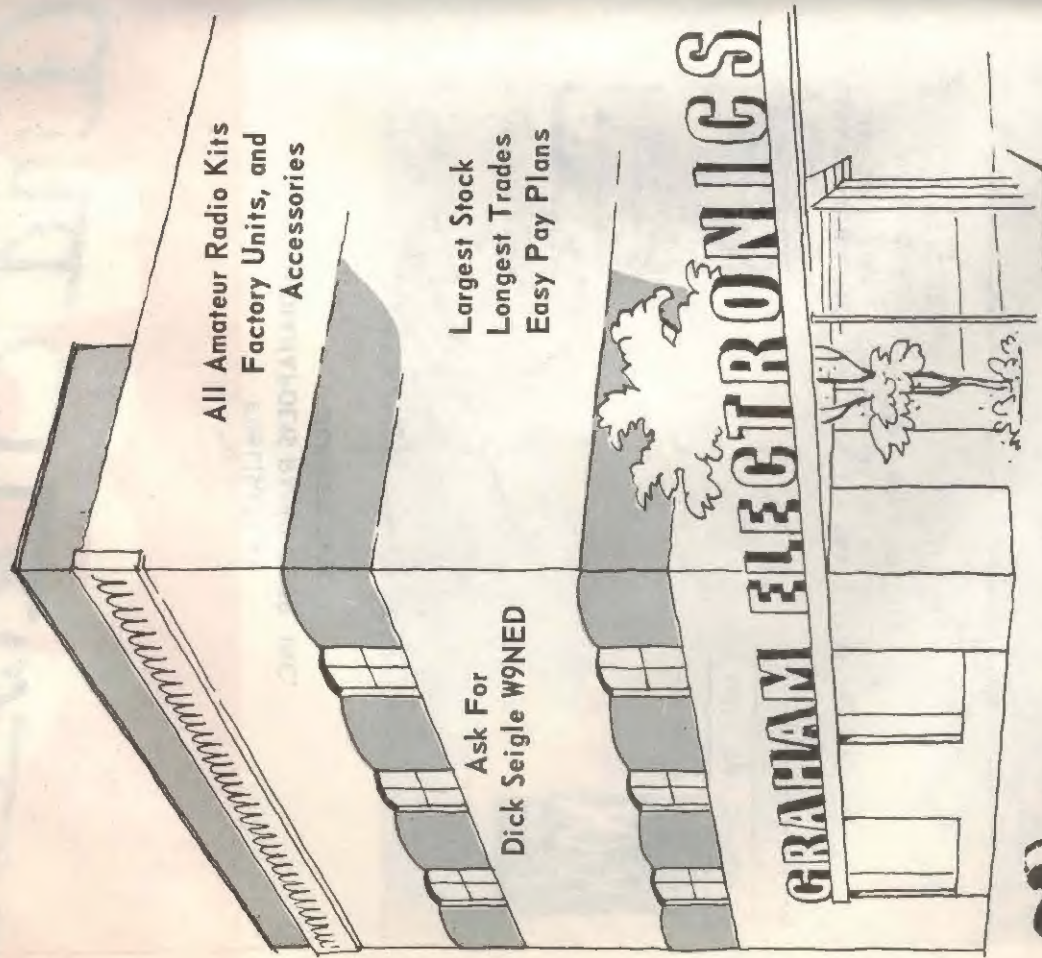 All Amateur Radio Kits
Factory Units, and
Accessories
Largest Stock
Longest Trades
Easy Pay Plans
Ask For
Dick Seigle W9NED
GRAHAM ELECTRONICS